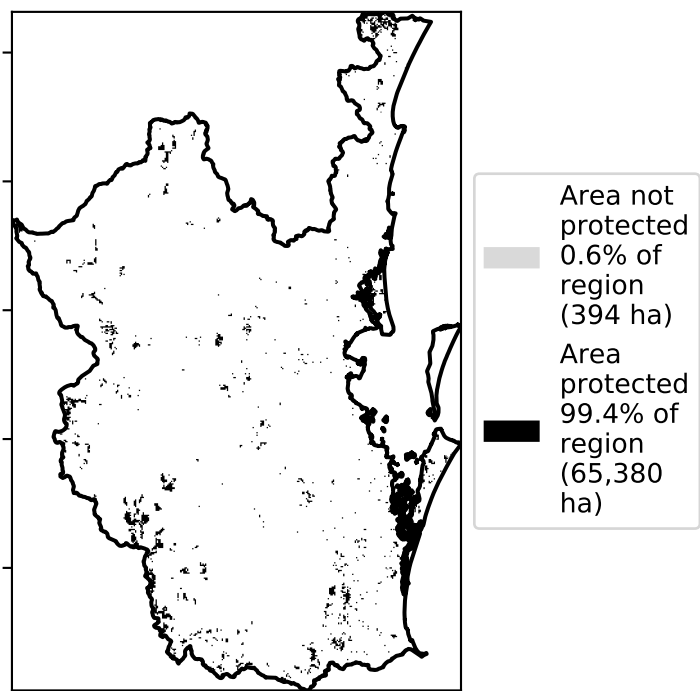 Area not
protected
0.6% of
region
(394 ha)
Area
protected
99.4% of
region
(65,380
ha)